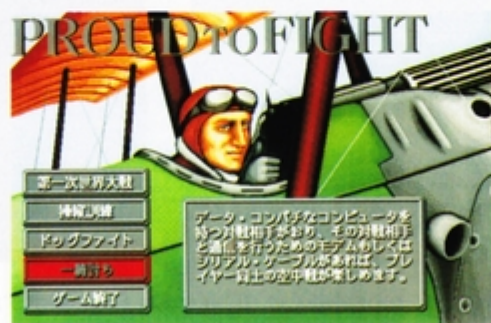 PROUD TO FIGHT
第一次世界大戦
操縦訓練
ドッグファイト
一騎討ち
ゲーム終了
データ・コンパチなコンピュータを
持つ対戦相手がおり、その対戦相手
と通信を行うためのモデムもしくは
シリアル・ケーブルがあれば、プレ
イヤー同士の空中戦が楽しめます。